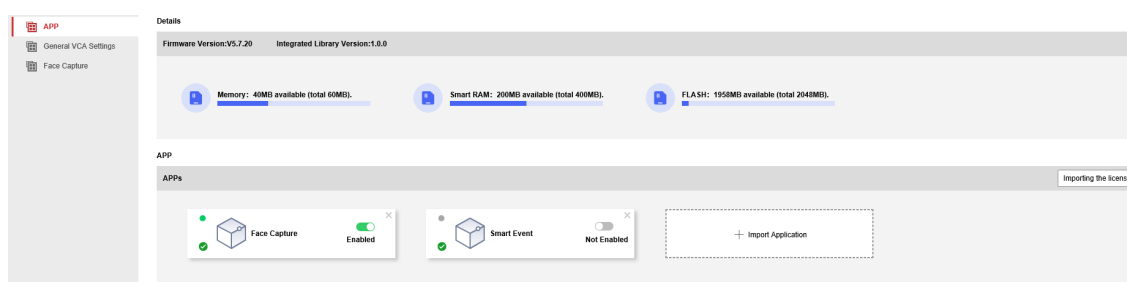 APP
General VCA Settings
Face Capture
Details
Firmware Version:V5.7.20 Integrated Library Version:1.0.0
Memory: 40MB available (total 60MB). Smart RAM: 200MB available (total 400MB). FLASH: 1958MB available (total 2048MB).
APP
APPs Importing the licens
Face Capture Enabled
Smart Event Not Enabled
+ Import Application